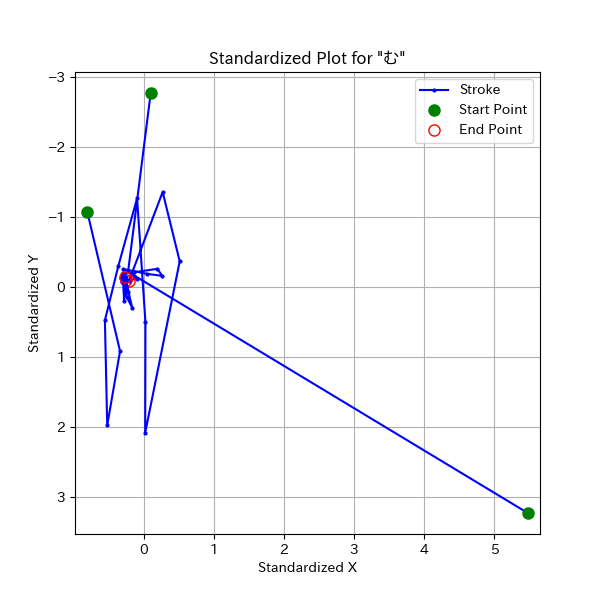 Standardized Plot for "む"
Stroke
Start Point
End Point
−3
−2
−1
0
1
2
3
Standardized Y
0
1
2
3
4
5
Standardized X